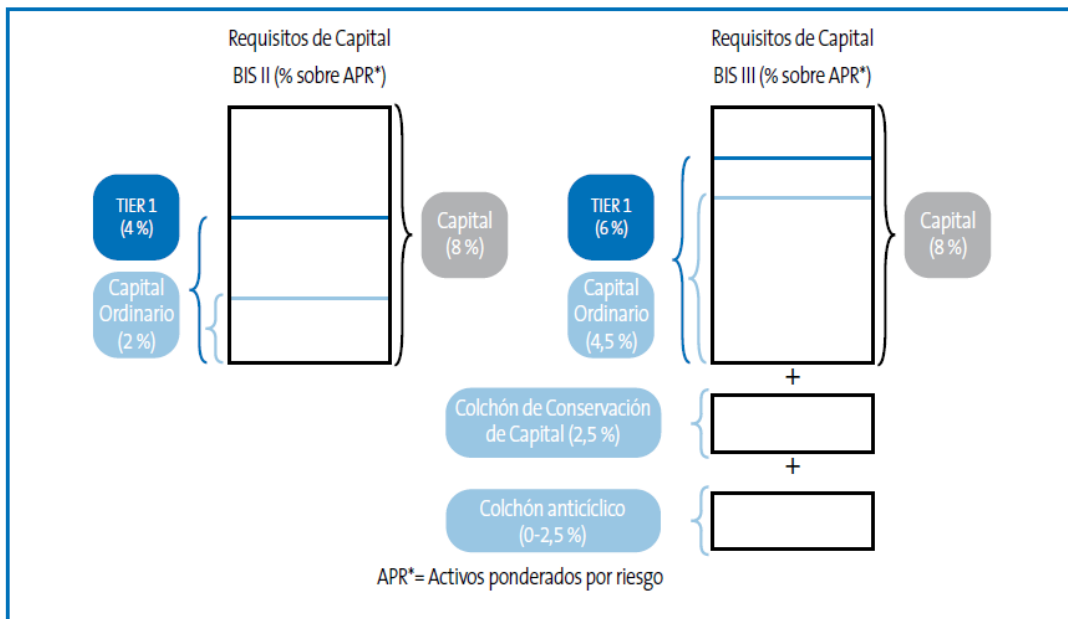 Requisitos de Capital
BIS II (% sobre APR*)
TIER 1
(4 %)
Capital
Ordinario
(2 %)
Capital
(8 %)
Requisitos de Capital
BIS III (% sobre APR*)
TIER 1
(6 %)
Capital
Ordinario
(4,5 %)
Capital
(8 %)
+
Colchón de Conservación
de Capital (2,5 %)
+
Colchón anticíclico
(0-2,5 %)
APR*= Activos ponderados por riesgo